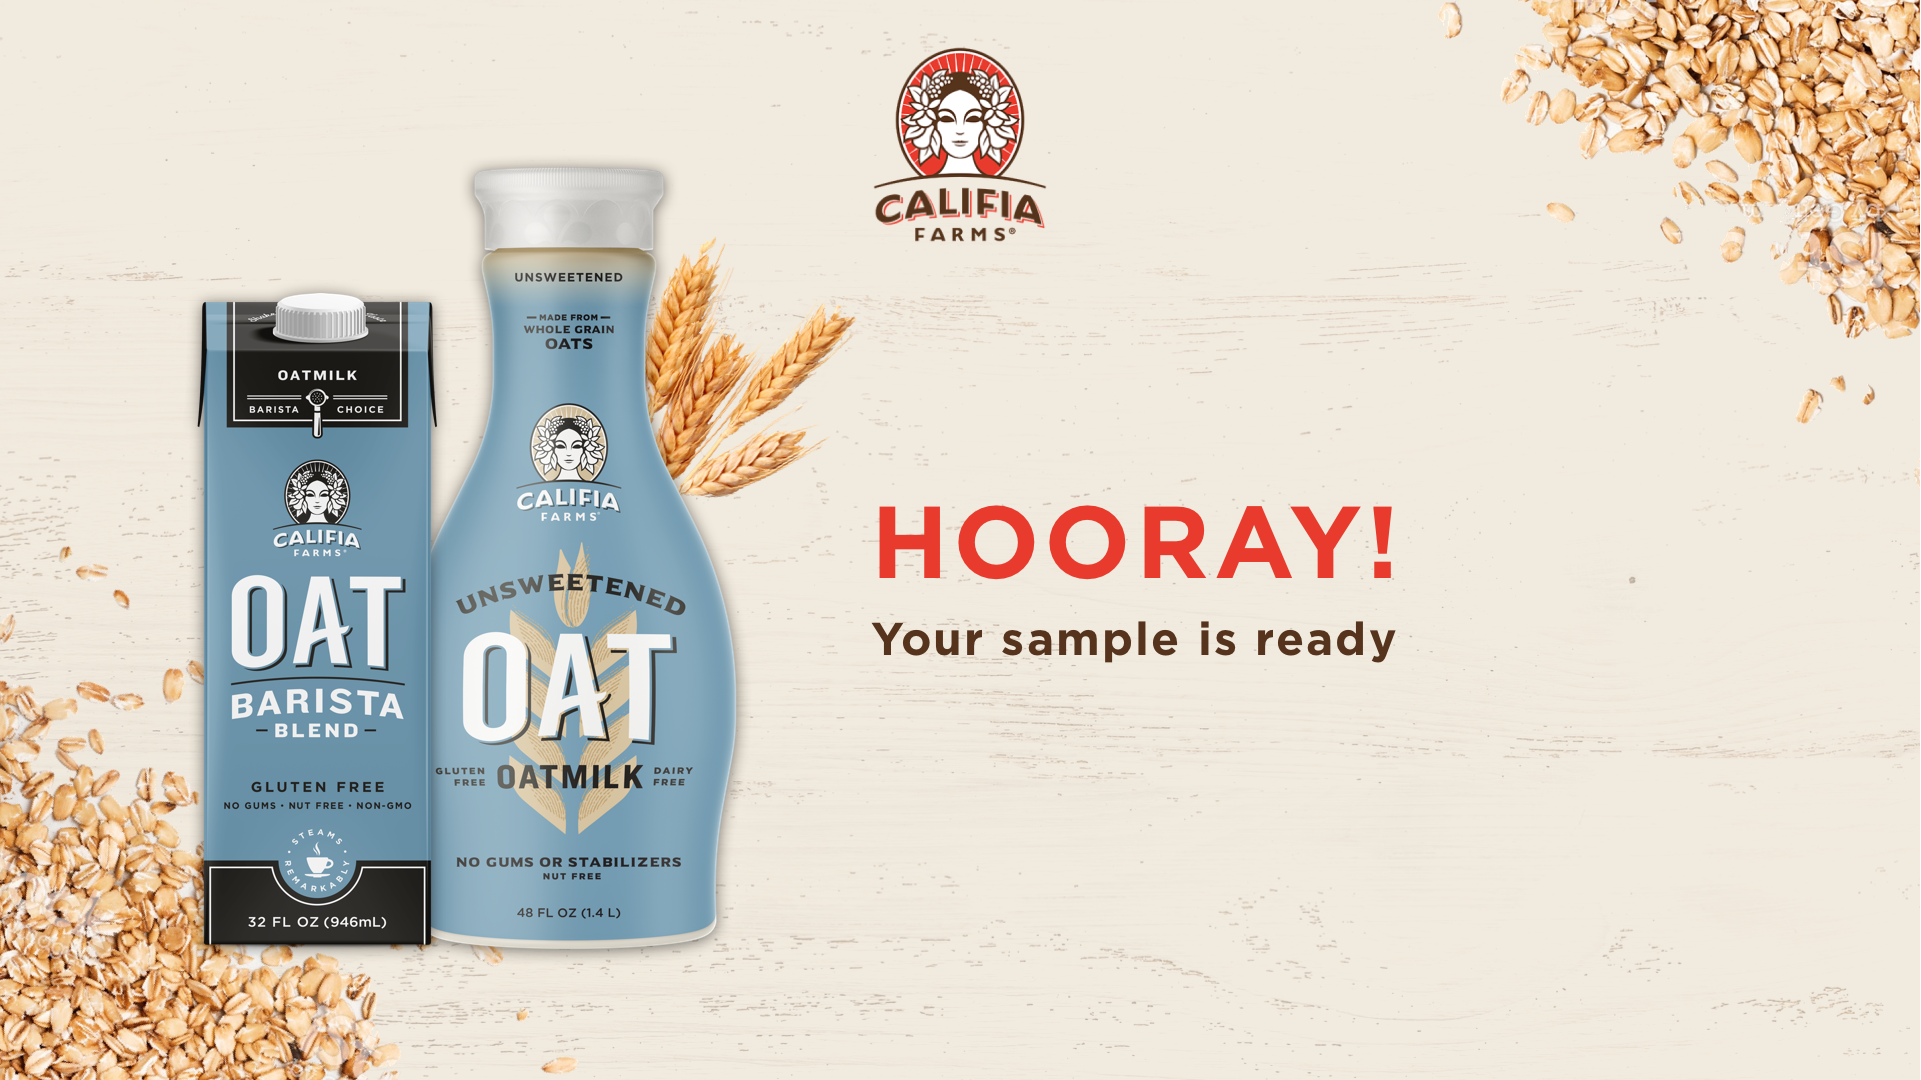 CALIFIA
FARMS®
UNSWEETENED
MADE FROM
WHOLE GRAIN
OATS
CALIFIA
FARMS
UNSWEETENED
OAT
GLUTEN FREE
OATMILK
DAIRY FREE
NO GUMS OR STABILIZERS
NUT FREE
48 FL OZ (1.4 L)
OATMILK
BARISTA CHOICE
CALIFIA
FARMS
OAT
BARISTA
BLEND
GLUTEN FREE
NO GUMS • NUT FREE • NON-GMO
STEAMS
REMARKABLY
32 FL OZ (946mL)
HOORAY!
Your sample is ready